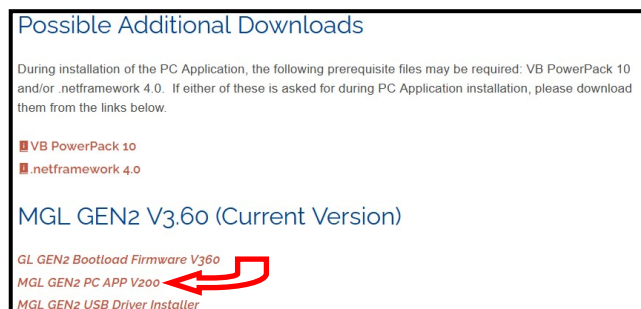 Possible Additional Downloads
During installation of the PC Application, the following prerequisite files may be required: VB PowerPack 10
and/or .netframework 4.0. If either of these is asked for during PC Application installation, please download
them from the links below.
VB PowerPack 10
.netframework 4.0
MGL GEN2 V3.60 (Current Version)
GL GEN2 Bootload Firmware V360
MGL GEN2 PC APP V200
MGL GEN2 USB Driver Installer